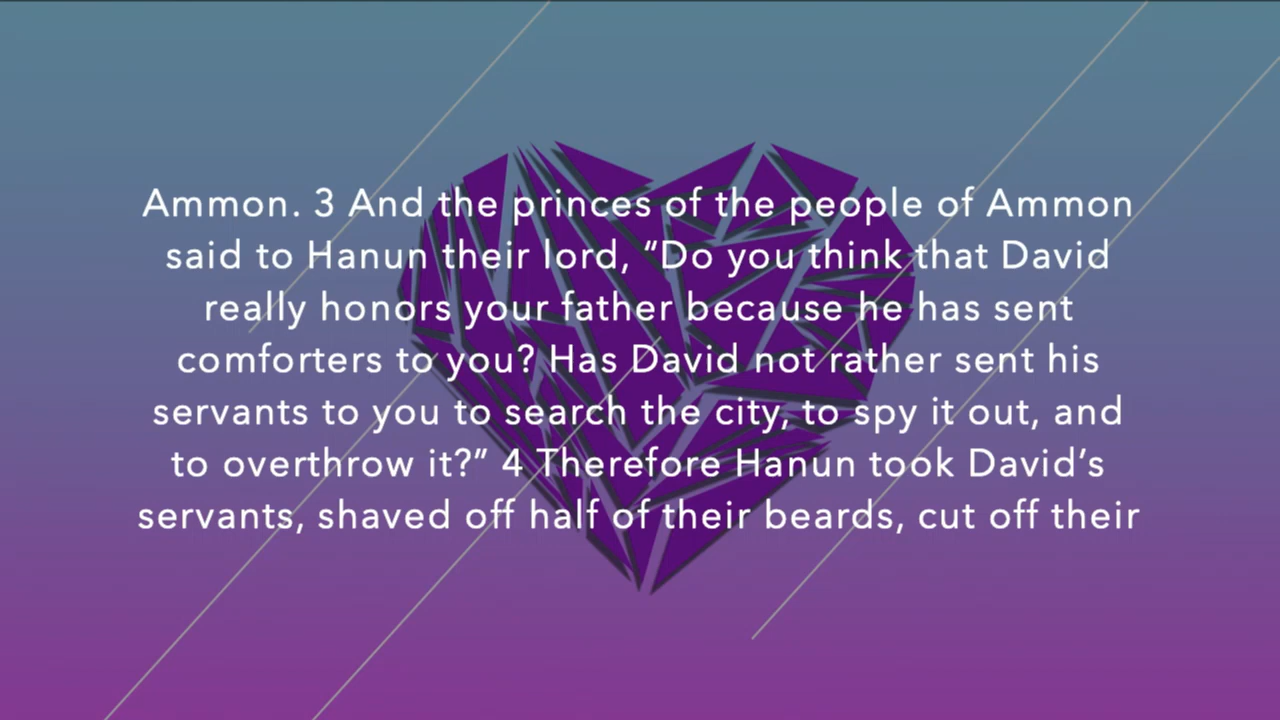 Ammon. 3 And the princes of the people of Ammon
said to Hanun their lord, “Do you think that David
really honors your father because he has sent
comforters to you? Has David not rather sent his
servants to you to search the city, to spy it out, and
to overthrow it?” 4 Therefore Hanun took David’s
servants, shaved off half of their beards, cut off their